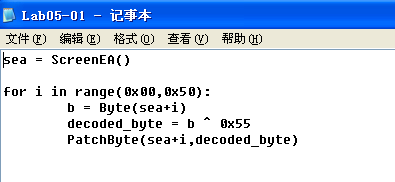 Lab05-01 - 记事本
文件(F) 编辑(E) 格式(O) 查看(V) 帮助(H)
sea = ScreenEA()
for i in range(0x00,0x50):
        b = Byte(sea+i)
        decoded_byte = b ^ 0x55
        PatchByte(sea+i,decoded_byte)